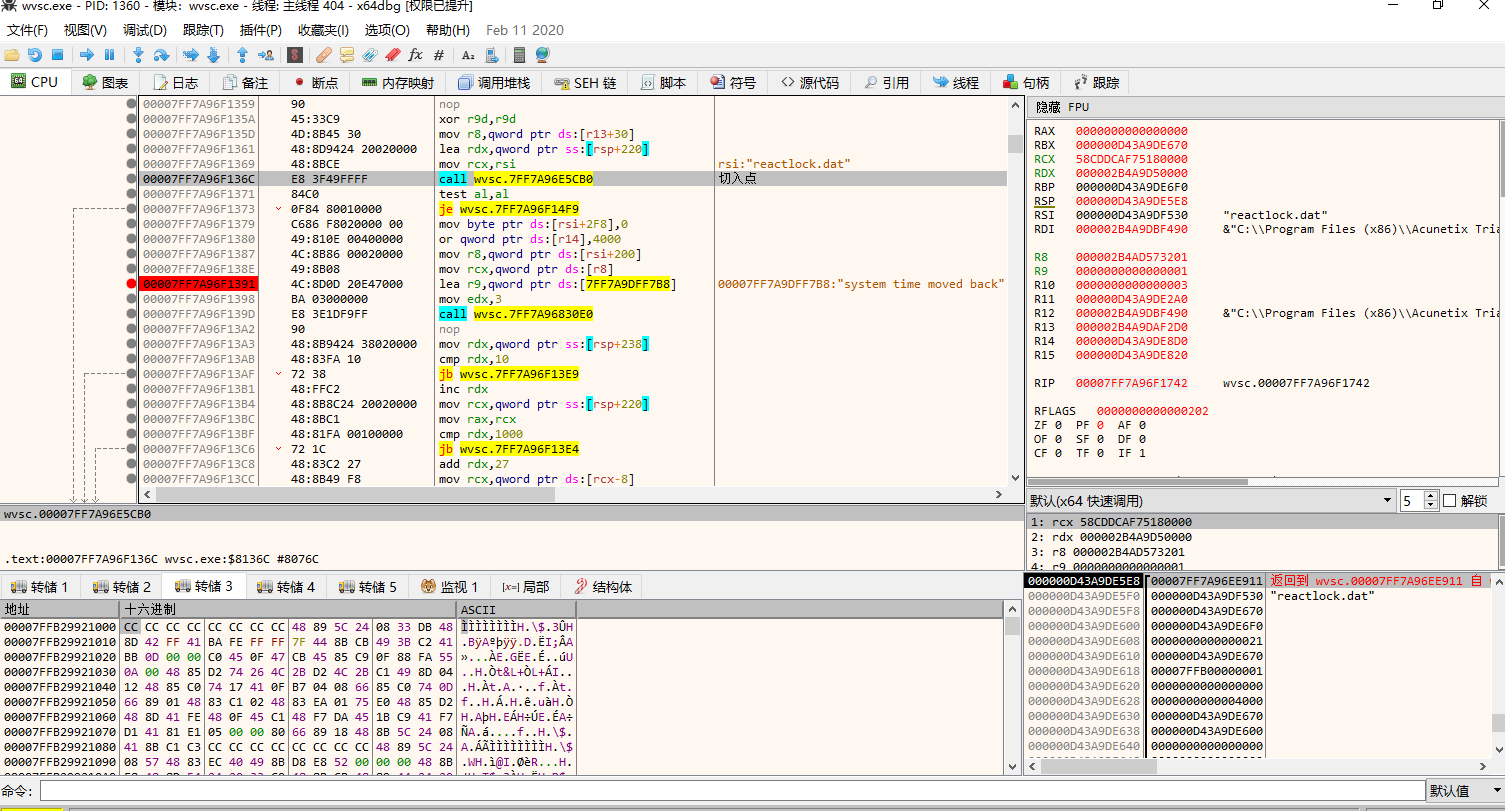 wvsc.exe - PID: 1360 - 模块: wvsc.exe - 线程: 主线程 404 - x64dbg [权限已提升]
文件(F) 视图(V) 调试(D) 跟踪(T) 插件(P) 收藏夹(I) 选项(O) 帮助(H) Feb 11 2020
CPU 图表 日志 备注 断点 内存映射 调用堆栈 SEH 链 脚本 符号 源代码 引用 线程 句柄 跟踪
00007FF7A96F1359 90 nop
00007FF7A96F135A 45:33C9 xor r9d,r9d
00007FF7A96F135D 4D:8B45 30 mov r8,qword ptr ds:[r13+30]
00007FF7A96F1361 48:8D9424 20020000 lea rdx,qword ptr ss:[rsp+220]
00007FF7A96F1369 48:8BCE mov rcx,rsi rsi:"reactlock.dat"
00007FF7A96F136C E8 3F49FFFF call wvsc.7FF7A96E5CB0 切入点
00007FF7A96F1371 84C0 test al,al
00007FF7A96F1373 0F84 80010000 je wvsc.7FF7A96F14F9
00007FF7A96F1379 C686 F8020000 00 mov byte ptr ds:[rsi+2F8],0
00007FF7A96F1380 49:810E 00400000 or qword ptr ds:[r14],4000
00007FF7A96F1387 4C:8B86 00020000 mov r8,qword ptr ds:[rsi+200]
00007FF7A96F138E 49:8B08 mov rcx,qword ptr ds:[r8]
00007FF7A96F1391 4C:8D0D 20E47000 lea r9,qword ptr ds:[7FF7A9DFF7B8] 00007FF7A9DFF7B8:"system time moved back"
00007FF7A96F1398 BA 03000000 mov edx,3
00007FF7A96F139D E8 3E1DF9FF call wvsc.7FF7A96830E0
00007FF7A96F13A2 90 nop
00007FF7A96F13A3 48:8B9424 38020000 mov rdx,qword ptr ss:[rsp+238]
00007FF7A96F13AB 48:83FA 10 cmp rdx,10
00007FF7A96F13AF 72 38 jb wvsc.7FF7A96F13E9
00007FF7A96F13B1 48:FFC2 inc rdx
00007FF7A96F13B4 48:8B8C24 20020000 mov rcx,qword ptr ss:[rsp+220]
00007FF7A96F13BC 48:8BC1 mov rax,rcx
00007FF7A96F13BF 48:81FA 00100000 cmp rdx,1000
00007FF7A96F13C6 72 1C jb wvsc.7FF7A96F13E4
00007FF7A96F13C8 48:83C2 27 add rdx,27
00007FF7A96F13CC 48:8B49 F8 mov rcx,qword ptr ds:[rcx-8]
隐藏 FPU
RAX 0000000000000000
RBX 000000D43A9DE670
RCX 58CDDCAF75180000
RDX 000002B4A9D50000
RBP 000000D43A9DE6F0
RSP 000000D43A9DE5E8
RSI 000000D43A9DF530 "reactlock.dat"
RDI 000002B4A9DBF490 &"C:\\Program Files (x86)\\Acunetix Tria
R8 000002B4AD573201
R9 0000000000000001
R10 0000000000000003
R11 000000D43A9DE2A0
R12 000002B4A9DBF490 &"C:\\Program Files (x86)\\Acunetix Tria
R13 000002B4A9DAF2D0
R14 000000D43A9DE8D0
R15 000000D43A9DE820
RIP 00007FF7A96F1742 wvsc.00007FF7A96F1742
RFLAGS 0000000000000202
ZF 0 PF 0 AF 0
OF 0 SF 0 DF 0
CF 0 TF 0 IF 1
默认(x64 快速调用) 5 解锁
1: rcx 58CDDCAF75180000
2: rdx 000002B4A9D50000
3: r8 000002B4AD573201
4: r9 0000000000000001
wvsc.00007FF7A96E5CB0
.text:00007FF7A96F136C wvsc.exe:$8136C #8076C
转储 1 转储 2 转储 3 转储 4 转储 5 监视 1 [x=] 局部 结构体
地址 十六进制 ASCII
00007FFB29921000 CC CC CC CC CC CC CC CC 48 89 5C 24 08 33 DB 48 ÌÌÌÌÌÌÌÌH.\$.3ÛH
00007FFB29921010 8D 42 FF 41 BA FE FF FF 7F 44 8B CB 49 3B C2 41 .BÿAºþÿÿ.D.ËI;ÂA
00007FFB29921020 BB 0D 00 00 C0 45 0F 47 CB 45 85 C9 0F 88 FA 55 »...ÀE.GËE.É..úU
00007FFB29921030 0A 00 48 85 D2 74 26 4C 2B D4 4C 2B C1 49 8D 04 ..H.Òt&L+ÔL+ÁI..
00007FFB29921040 12 48 85 C0 74 17 41 0F B7 04 08 66 85 C0 74 0D .H.Àt.A.·..f.Àt.
00007FFB29921050 66 89 01 48 83 C1 02 48 83 EA 01 75 E0 48 85 D2 f..H.Á.H.ê.uàH.Ò
00007FFB29921060 48 8D 41 FE 48 0F 45 C1 48 F7 DA 45 1B C9 41 F7 H.AþH.EÁH÷ÚE.ÉA÷
00007FFB29921070 D1 41 81 E1 05 00 00 80 66 89 18 48 8B 5C 24 08 ÑA.á....f..H.\$.
00007FFB29921080 41 8B C1 C3 CC CC CC CC CC CC CC CC 48 89 5C 24 A.ÁÃÌÌÌÌÌÌÌÌH.\$
00007FFB29921090 08 57 48 83 EC 40 49 8B D8 E8 52 00 00 00 48 8B .WH.ì@I.ØèR...H.
000000D43A9DE5E8 00007FF7A96EE911 返回到 wvsc.00007FF7A96EE911 自
000000D43A9DE5F0 000000D43A9DF530 "reactlock.dat"
000000D43A9DE5F8 000000D43A9DE670
000000D43A9DE600 000000D43A9DE6F0
000000D43A9DE608 0000000000000021
000000D43A9DE610 000000D43A9DE670
000000D43A9DE618 00007FFB00000001
000000D43A9DE620 0000000000000000
000000D43A9DE628 0000000000004000
000000D43A9DE630 000000D43A9DE670
000000D43A9DE638 000000D43A9DE600
000000D43A9DE640 0000000000000000
命令: 默认值